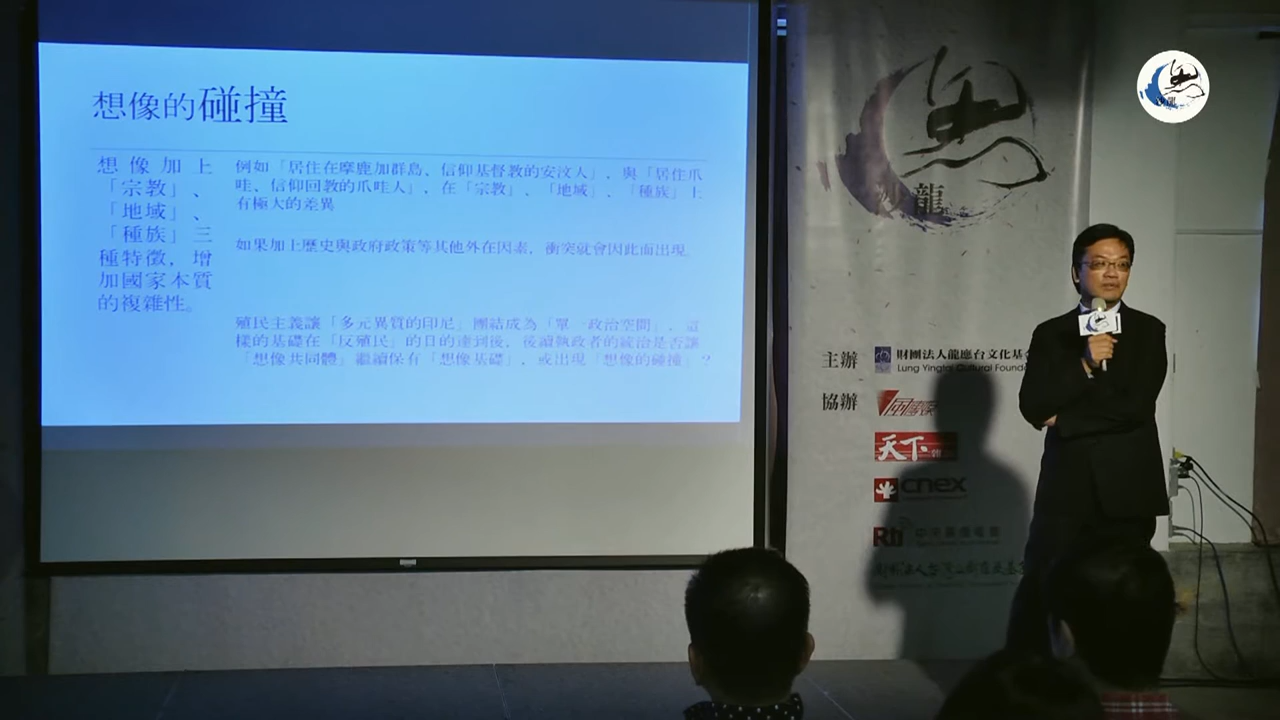 想像的碰撞
想像加上
「宗教」、
「地域」、
「種族」三
種特徵，增
加國家本質
的複雜性。
例如「居住在摩鹿加群島、信仰基督教的安汶人」，與「居住爪
哇、信仰回教的爪哇人」，在「宗教」、「地域」、「種族」上
有極大的差異
如果加上歷史與政府政策等其他外在因素，衝突就會因此而出現。
殖民主義讓「多元異質的印尼」團結成為「單一政治空間」，這
樣的基礎在「反殖民」的目的達到後，後續執政者的統治是否讓
「想像共同體」繼續保有「想像基礎」、或出現「想像的碰撞」？
沙龍
主辦
財團法人龍應台文化基
Lung Yingtai Cultural Founda
協辦
天下
cnex
Rti 中央廣播電臺